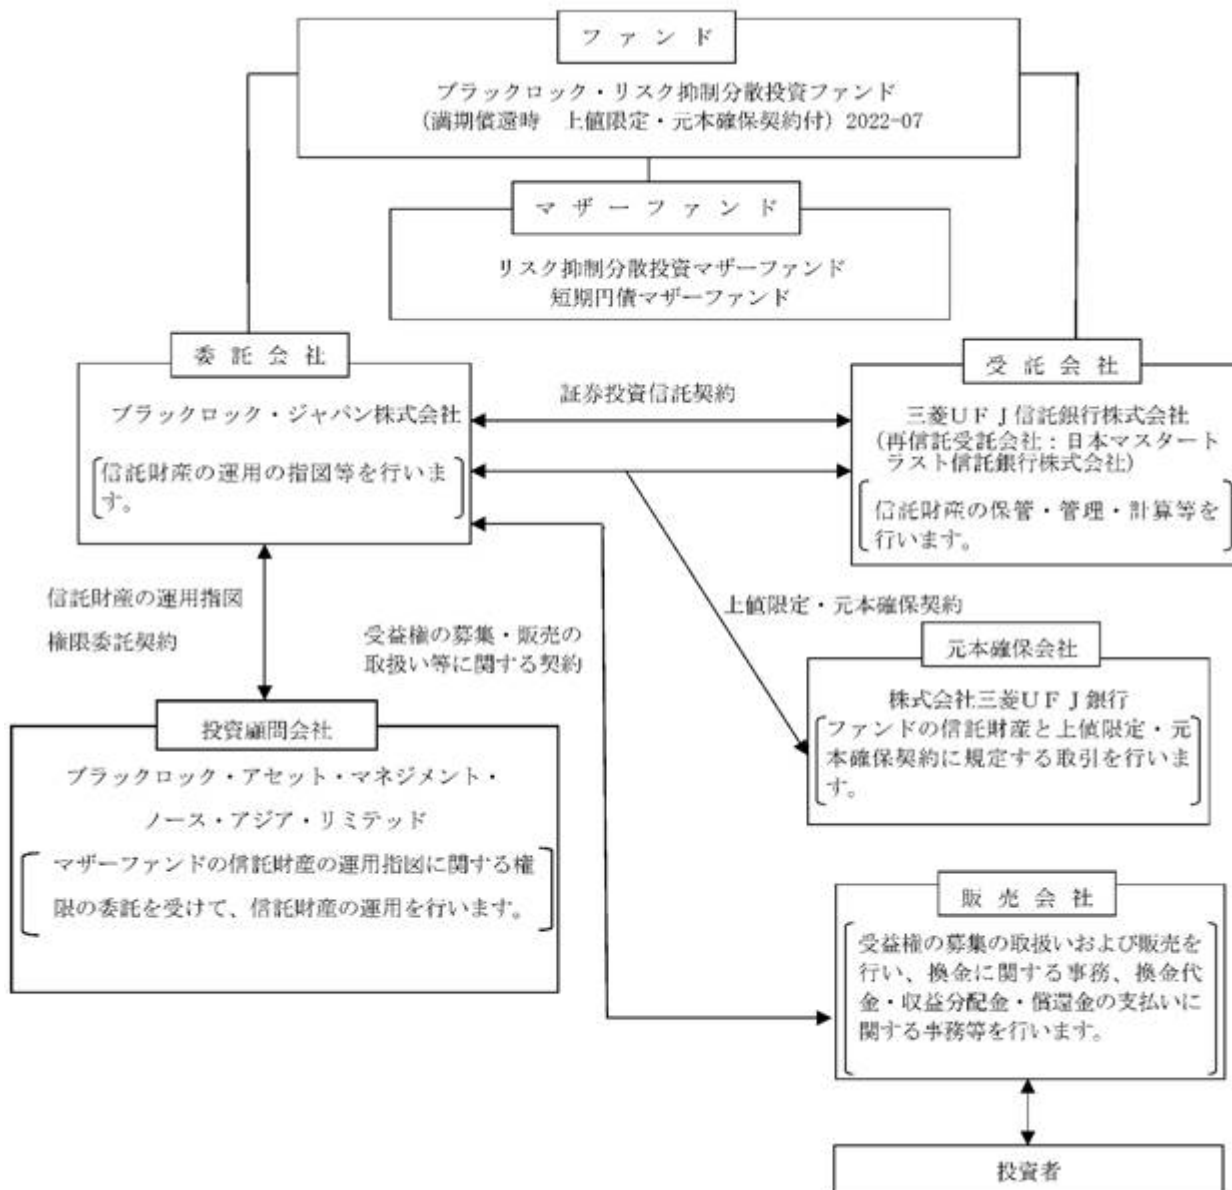 ファンド
ブラックロック・リスク抑制分散投資ファンド
(満期償還時　上値限定・元本確保契約付) 2022-07
マザーファンド
リスク抑制分散投資マザーファンド
短期円債マザーファンド
委託会社
ブラックロック・ジャパン株式会社
信託財産の運用の指図等を行いま
す。
証券投資信託契約
受託会社
三菱ＵＦＪ信託銀行株式会社
(再信託受託会社：日本マスタート
ラスト信託銀行株式会社)
信託財産の保管・管理・計算等を
行います。
信託財産の運用指図
権限委託契約
受益権の募集・販売の
取扱い等に関する契約
上値限定・元本確保契約
元本確保会社
株式会社三菱ＵＦＪ銀行
ファンドの信託財産と上値限定・元
本確保契約に規定する取引を行いま
す。
投資顧問会社
ブラックロック・アセット・マネジメント・
ノース・アジア・リミテッド
マザーファンドの信託財産の運用指図に関する権
限の委託を受けて、信託財産の運用を行います。
販売会社
受益権の募集の取扱いおよび販売を
行い、換金に関する事務、換金代
金・収益分配金・償還金の支払いに
関する事務等を行います。
投資者